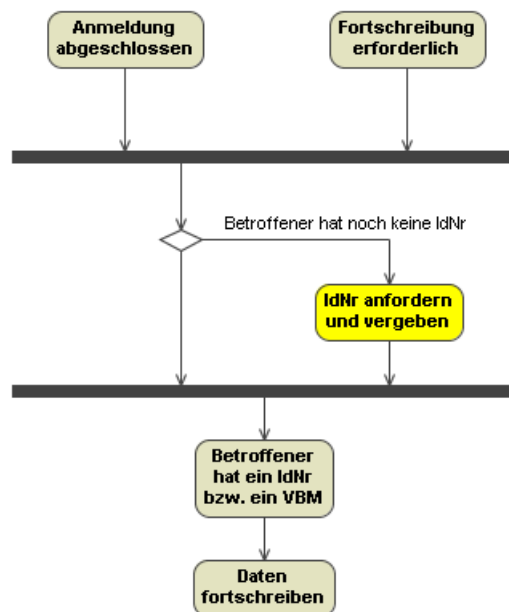 Anmeldung
abgeschlossen
Fortschreibung
erforderlich
Betroffener hat noch keine IdNr
IdNr anfordern
und vergeben
Betroffener
hat ein IdNr
bzw. ein VBM
Daten
fortschreiben